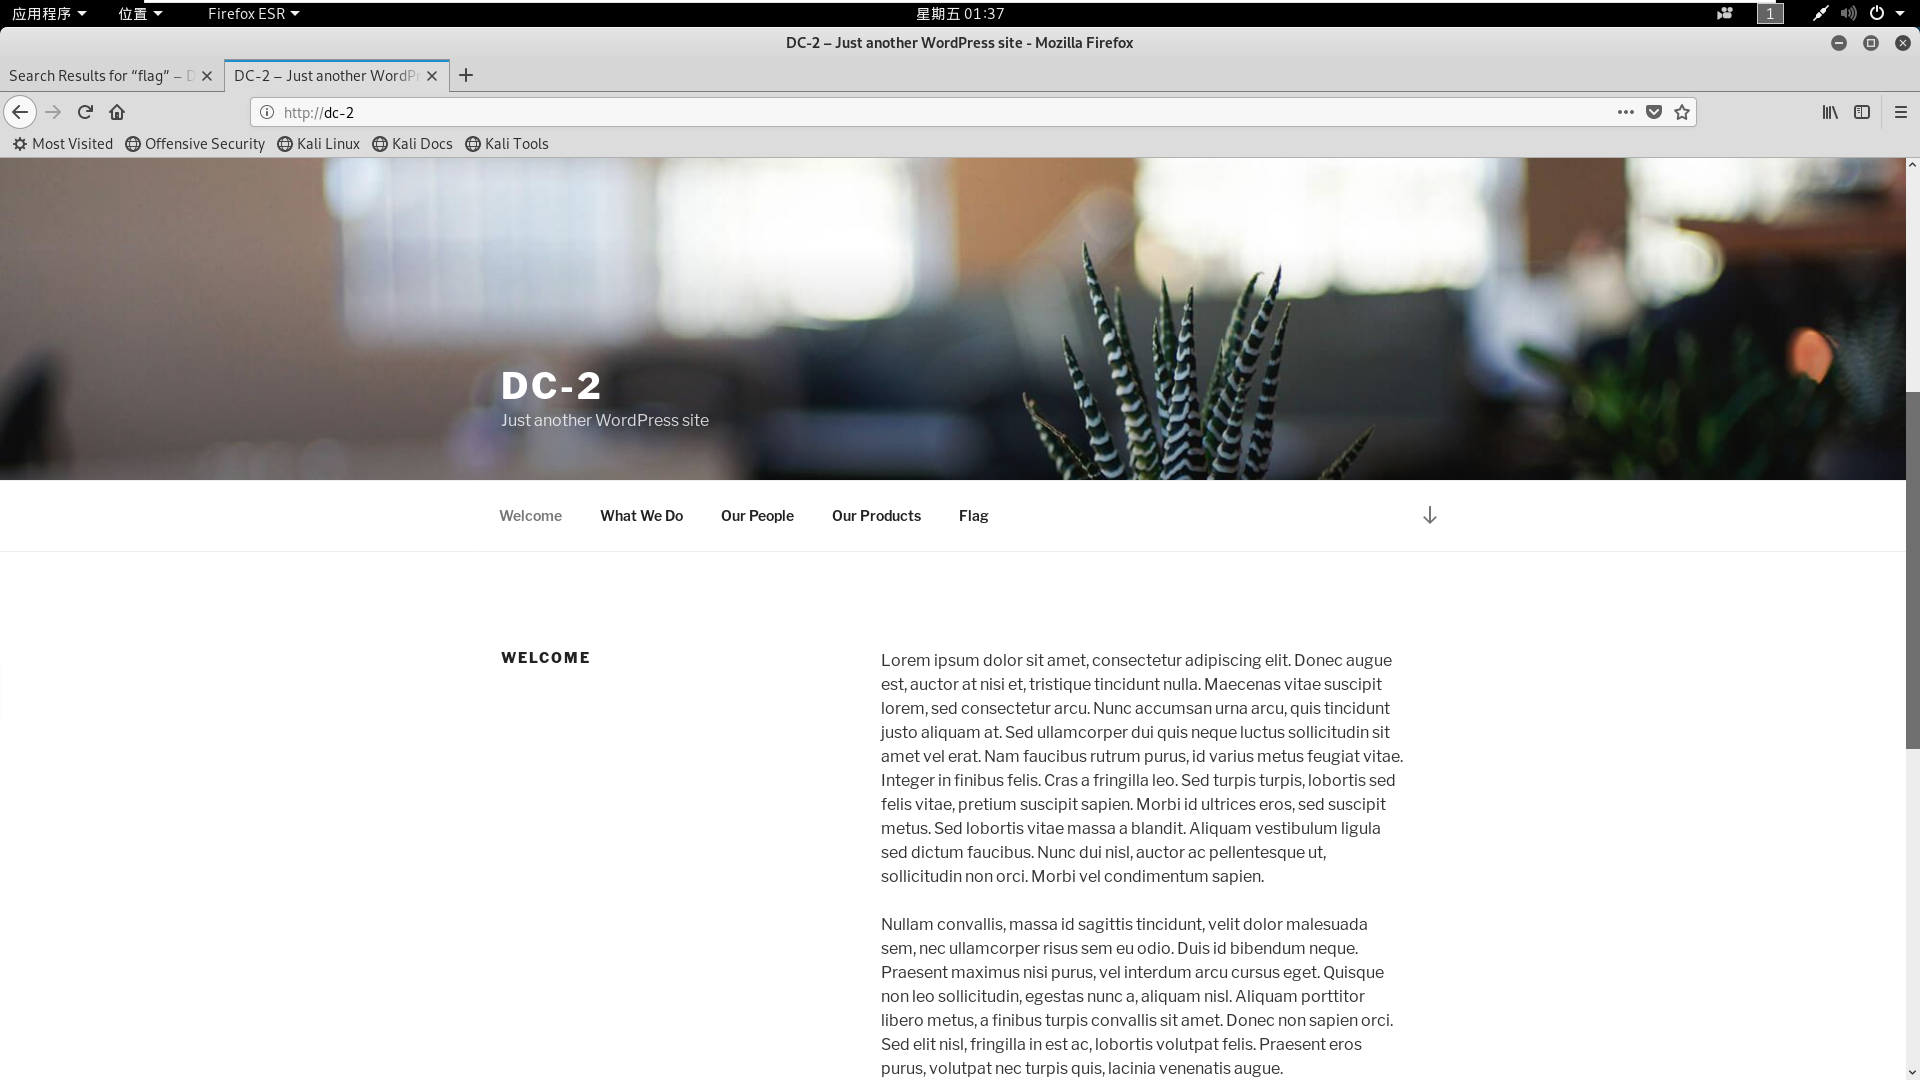 应用程序 位置 Firefox ESR 星期五 01:37 1
DC-2 – Just another WordPress site - Mozilla Firefox
Search Results for “flag” – D DC-2 – Just another WordPr
http://dc-2
Most Visited Offensive Security Kali Linux Kali Docs Kali Tools
DC-2
Just another WordPress site
Welcome What We Do Our People Our Products Flag
WELCOME
Lorem ipsum dolor sit amet, consectetur adipiscing elit. Donec augue
est, auctor at nisi et, tristique tincidunt nulla. Maecenas vitae suscipit
lorem, sed consectetur arcu. Nunc accumsan urna arcu, quis tincidunt
justo aliquam at. Sed ullamcorper dui quis neque luctus sollicitudin sit
amet vel erat. Nam faucibus rutrum purus, id varius metus feugiat vitae.
Integer in finibus felis. Cras a fringilla leo. Sed turpis turpis, lobortis sed
felis vitae, pretium suscipit sapien. Morbi id ultrices eros, sed suscipit
metus. Sed lobortis vitae massa a blandit. Aliquam vestibulum ligula
sed dictum faucibus. Nunc dui nisl, auctor ac pellentesque ut,
sollicitudin non orci. Morbi vel condimentum sapien.
Nullam convallis, massa id sagittis tincidunt, velit dolor malesuada
sem, nec ullamcorper risus sem eu odio. Duis id bibendum neque.
Praesent maximus nisi purus, vel interdum arcu cursus eget. Quisque
non leo sollicitudin, egestas nunc a, aliquam nisl. Aliquam porttitor
libero metus, a finibus turpis convallis sit amet. Donec non sapien orci.
Sed elit nisl, fringilla in est ac, lobortis volutpat felis. Praesent eros
purus, volutpat nec turpis quis, lacinia venenatis augue.